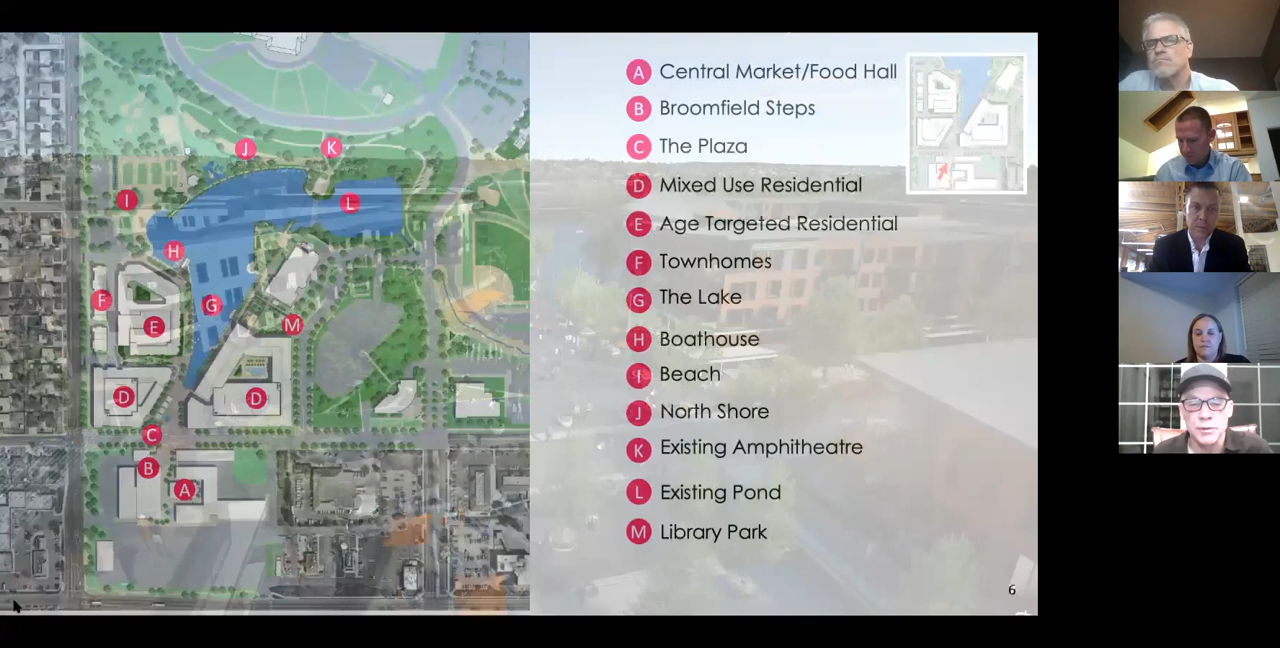 J
K
I
L
H
F
G
E
M
D
D
C
B
A
A Central Market/Food Hall
B Broomfield Steps
C The Plaza
D Mixed Use Residential
E Age Targeted Residential
F Townhomes
G The Lake
H Boathouse
I Beach
J North Shore
K Existing Amphitheatre
L Existing Pond
M Library Park
6